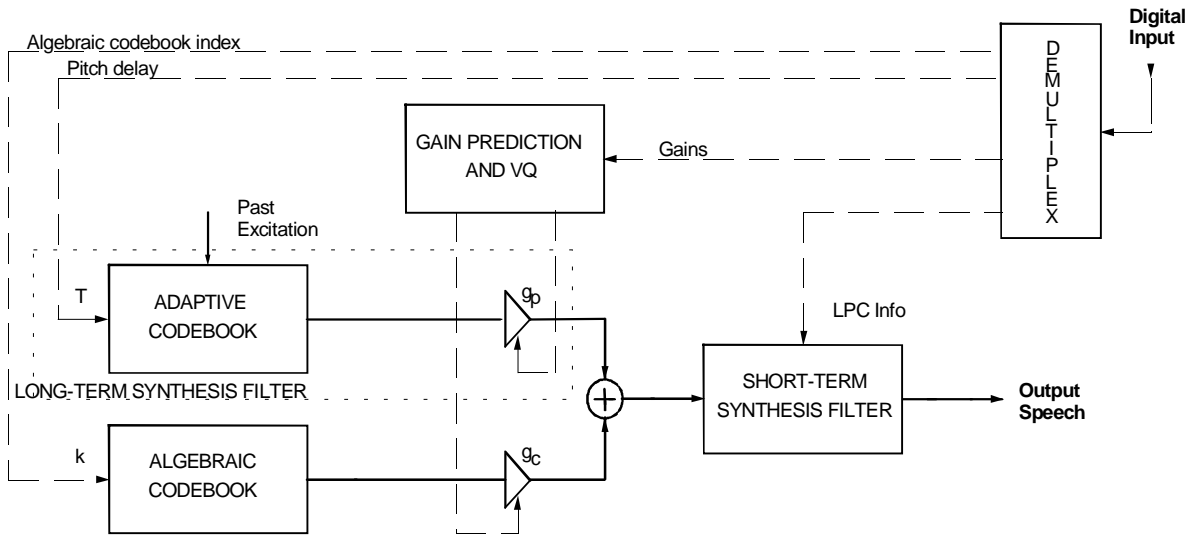 Digital
Input
Algebraic codebook index
Pitch delay
DEMULTIPLEX
GAIN PREDICTION
AND VQ
Gains
Past
Excitation
T
ADAPTIVE
CODEBOOK
gp
LPC Info
LONG-TERM SYNTHESIS FILTER
SHORT-TERM
SYNTHESIS FILTER
Output
Speech
k
ALGEBRAIC
CODEBOOK
gc